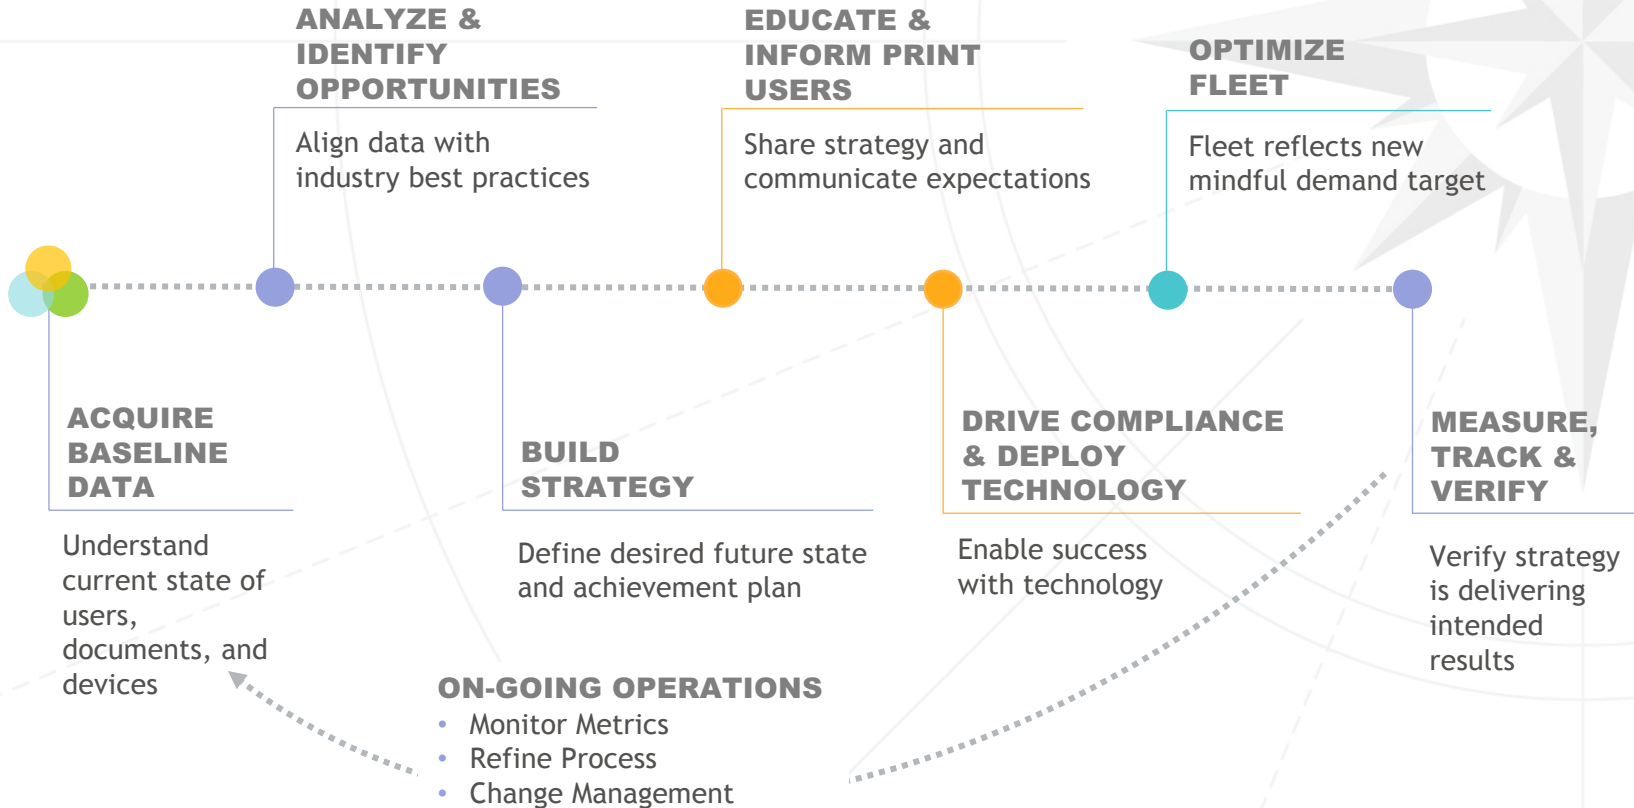 ANALYZE &
IDENTIFY
OPPORTUNITIES
Align data with
industry best practices
EDUCATE &
INFORM PRINT
USERS
Share strategy and
communicate expectations
OPTIMIZE
FLEET
Fleet reflects new
mindful demand target
ACQUIRE
BASELINE
DATA
Understand
current state of
users,
documents, and
devices
BUILD
STRATEGY
Define desired future state
and achievement plan
DRIVE COMPLIANCE
& DEPLOY
TECHNOLOGY
Enable success
with technology
MEASURE,
TRACK &
VERIFY
Verify strategy
is delivering
intended
results
ON-GOING OPERATIONS
• Monitor Metrics
• Refine Process
• Change Management